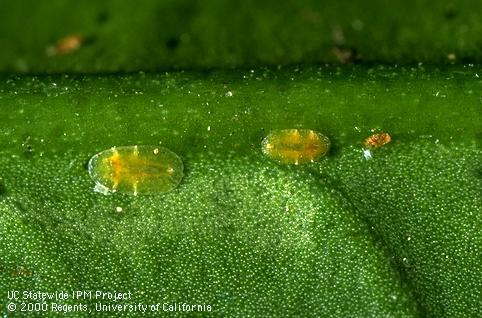 UC Statewide IPM Project
© 2000 Regents, University of California